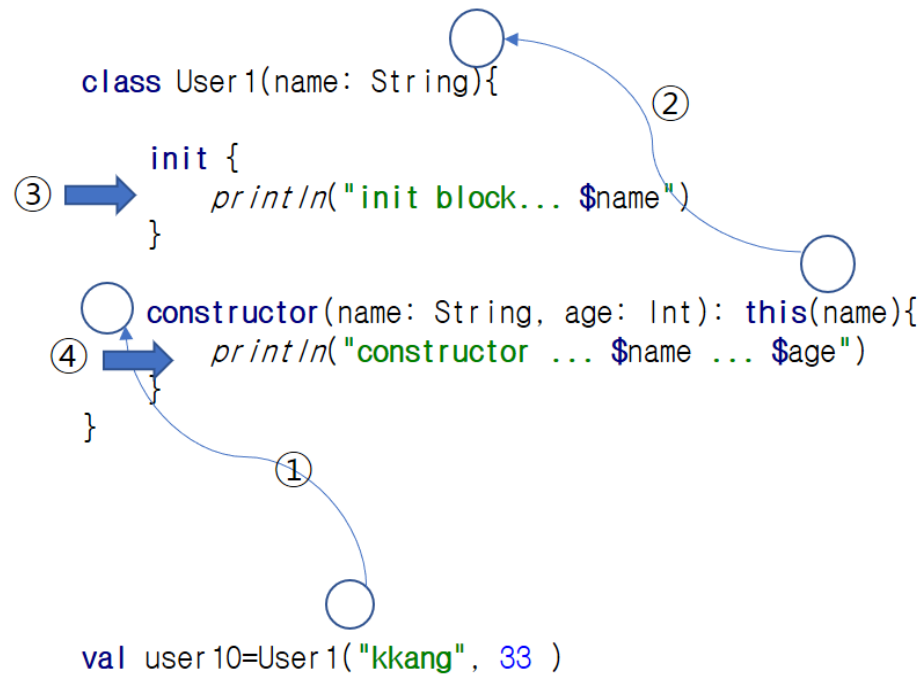 class User1(name: String){
②
init {
③ println("init block... $name")
}
constructor(name: String, age: Int): this(name){
④ println("constructor ... $name ... $age")
}
}
①
val user10=User1("kkang", 33 )